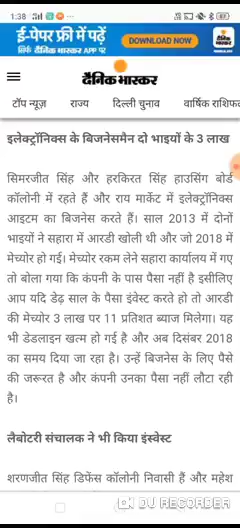 1:38
87
ई-पेपर फ्री में पढ़ें
सिर्फ दैनिक भास्कर APP पर
DOWNLOAD NOW
दैनिक भास्कर
टॉप न्यूज़ राज्य दिल्ली चुनाव वार्षिक राशिफ
इलेक्ट्रॉनिक्स के बिजनेसमैन दो भाइयों के 3 लाख
सिमरजीत सिंह और हरकिरत सिंह हाउसिंग बोर्ड
कॉलोनी में रहते हैं और राय मार्केट में इलेक्ट्रॉनिक्स
आइटम का बिजनेस करते हैं। साल 2013 में दोनों
भाइयों ने सहारा में आरडी खोली थी और जो 2018 में
मेच्योर हो गई। मेच्योर रकम लेने सहारा कार्यालय में गए
तो बोला गया कि कंपनी के पास पैसा नहीं है इसीलिए
आप यदि डेढ़ साल के पैसा इंवेस्ट करते हो तो आरडी
की मेच्योर 3 लाख पर 11 प्रतिशत ब्याज मिलेगा। यह
भी डेडलाइन खत्म हो गई है और अब दिसंबर 2018
का समय दिया जा रहा है। उन्हें बिजनेस के लिए पैसे
की जरूरत है और कंपनी उनका पैसा नहीं लौटा रही
है।
लैबोटरी संचालक ने भी किया इंस्वेस्ट
शरणजीत सिंह डिफेंस कॉलोनी निवासी हैं और महेश
DU RECORDER